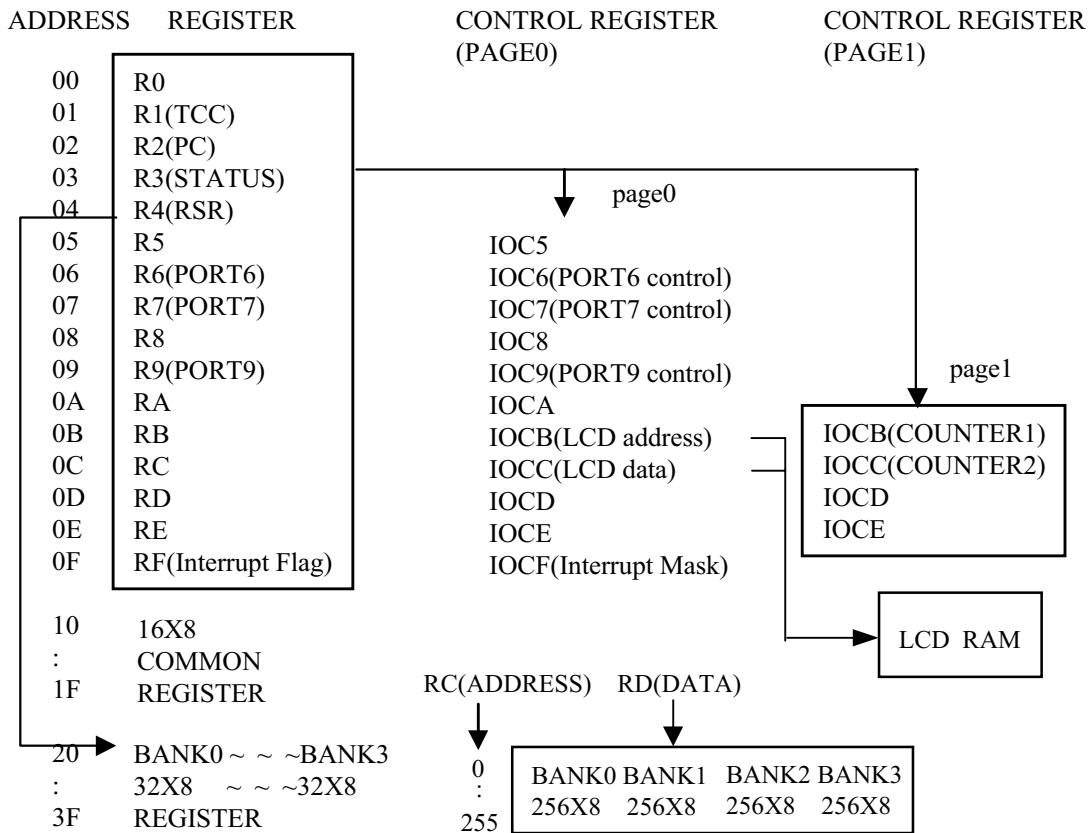 ADDRESS REGISTER CONTROL REGISTER CONTROL REGISTER
(PAGE0) (PAGE1)
00 R0
01 R1(TCC)
02 R2(PC)
03 R3(STATUS)
page0
04 R4(RSR)
05 R5 IOC5
06 R6(PORT6) IOC6(PORT6 control)
07 R7(PORT7) IOC7(PORT7 control)
08 R8 IOC8
09 R9(PORT9) IOC9(PORT9 control) page1
0A RA IOCA
0B RB IOCB(LCD address) IOCB(COUNTER1)
0C RC IOCC(LCD data) IOCC(COUNTER2)
0D RD IOCD IOCD
0E RE IOCE IOCE
0F RF(Interrupt Flag) IOCF(Interrupt Mask)
10 16X8 LCD RAM
: COMMON
1F REGISTER RC(ADDRESS) RD(DATA)
20 BANK0 ~ ~ ~BANK3
0 BANK0 BANK1 BANK2 BANK3
: 32X8 ~ ~ ~32X8 :
3F REGISTER 255 256X8 256X8 256X8 256X8